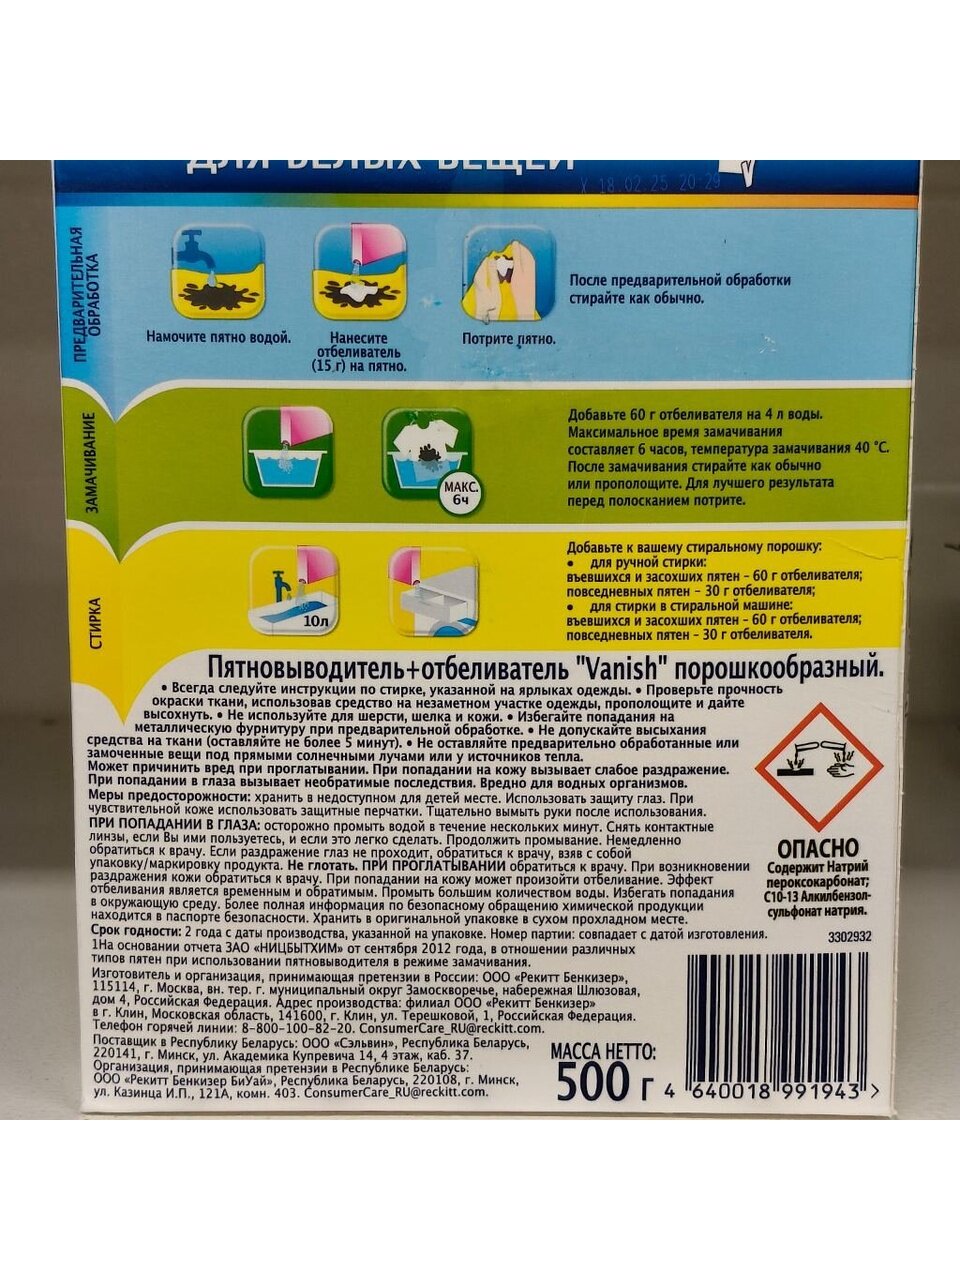 ДЛЯ БЕЛЫХ ВЕЩЕЙ
X 18.02.25 20:29
ПРЕДВАРИТЕЛЬНАЯ
ОБРАБОТКА
Намочите пятно водой.
Нанесите
отбеливатель
(15 г) на пятно.
Потрите пятно.
После предварительной обработки
стирайте как обычно.
ЗАМАЧИВАНИЕ
МАКС.
6ч
Добавьте 60 г отбеливателя на 4 л воды.
Максимальное время замачивания
составляет 6 часов, температура замачивания 40 °C.
После замачивания стирайте как обычно
или прополощите. Для лучшего результата
перед полосканием потрите.
СТИРКА
10л
Добавьте к вашему стиральному порошку:
• для ручной стирки:
въевшихся и засохших пятен – 60 г отбеливателя;
повседневных пятен – 30 г отбеливателя;
• для стирки в стиральной машине:
въевшихся и засохших пятен – 60 г отбеливателя;
повседневных пятен – 30 г отбеливателя.
Пятновыводитель+отбеливатель "Vanish" порошкообразный.
• Всегда следуйте инструкции по стирке, указанной на ярлыках одежды. • Проверьте прочность
окраски ткани, использовав средство на незаметном участке одежды, прополощите и дайте
высохнуть. • Не используйте для шерсти, шелка и кожи. • Избегайте попадания на
металлическую фурнитуру при предварительной обработке. • Не допускайте высыхания
средства на ткани (оставляйте не более 5 минут). • Не оставляйте предварительно обработанные или
замоченные вещи под прямыми солнечными лучами или у источников тепла.
Может причинить вред при проглатывании. При попадании на кожу вызывает слабое раздражение.
При попадании в глаза вызывает необратимые последствия. Вредно для водных организмов.
Меры предосторожности: хранить в недоступном для детей месте. Использовать защиту глаз. При
чувствительной коже использовать защитные перчатки. Тщательно вымыть руки после использования.
ПРИ ПОПАДАНИИ В ГЛАЗА: осторожно промыть водой в течение нескольких минут. Снять контактные
линзы, если Вы ими пользуетесь, и если это легко сделать. Продолжить промывание. Немедленно
обратиться к врачу. Если раздражение глаз не проходит, обратиться к врачу, взяв с собой
упаковку/маркировку продукта. Не глотать. ПРИ ПРОГЛАТЫВАНИИ обратиться к врачу. При возникновении
раздражения кожи обратиться к врачу. При попадании на кожу может произойти отбеливание. Эффект
отбеливания является временным и обратимым. Промыть большим количеством воды. Избегать попадания
в окружающую среду. Более полная информация по безопасному обращению химической продукции
находится в паспорте безопасности. Хранить в оригинальной упаковке в сухом прохладном месте.
Срок годности: 2 года с даты производства, указанной на упаковке. Номер партии: совпадает с датой изготовления.
1На основании отчета ЗАО «НИЦБЫТХИМ» от сентября 2012 года, в отношении различных
типов пятен при использовании пятновыводителя в режиме замачивания.
ОПАСНО
Содержит Натрий
пероксокарбонат;
C10-13 Алкилбензол-
сульфонат натрия.
3302932
Изготовитель и организация, принимающая претензии в России: ООО «Рекитт Бенкизер»,
115114, г. Москва, вн. тер. г. муниципальный округ Замоскворечье, набережная Шлюзовая,
дом 4, Российская Федерация. Адрес производства: филиал ООО «Рекитт Бенкизер»
в г. Клин, Московская область, 141600, г. Клин, ул. Терешковой, 1, Российская Федерация.
Телефон горячей линии: 8-800-100-82-20. ConsumerCare_RU@reckitt.com.
Поставщик в Республику Беларусь: ООО «Сэльвин», Республика Беларусь,
220141, г. Минск, ул. Академика Купревича 14, 4 этаж, каб. 37.
Организация, принимающая претензии в Республике Беларусь:
ООО «Рекитт Бенкизер БиУай», Республика Беларусь, 220108, г. Минск,
ул. Казинца И.П., 121А, комн. 403. ConsumerCare_RU@reckitt.com.
МАССА НЕТТО:
500 г
4 640018 991943 >